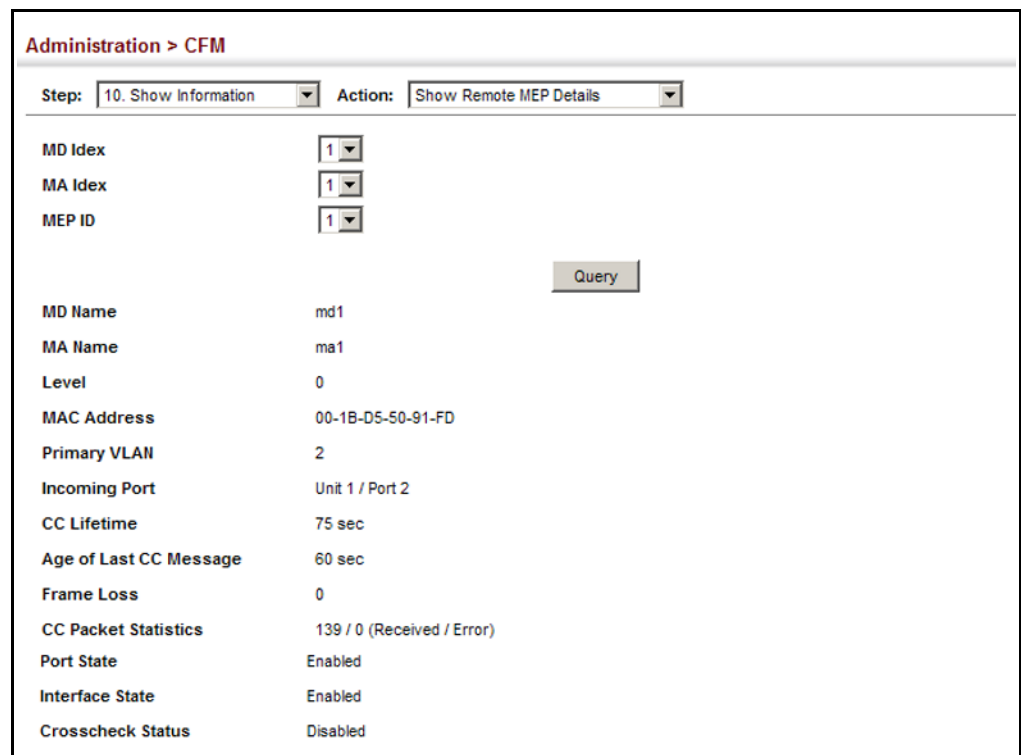 Administration > CFM
Step: 10. Show Information Action: Show Remote MEP Details
MD Idex 1
MA Idex 1
MEP ID 1
Query
MD Name md1
MA Name ma1
Level 0
MAC Address 00-1B-D5-50-91-FD
Primary VLAN 2
Incoming Port Unit 1 / Port 2
CC Lifetime 75 sec
Age of Last CC Message 60 sec
Frame Loss 0
CC Packet Statistics 139 / 0 (Received / Error)
Port State Enabled
Interface State Enabled
Crosscheck Status Disabled